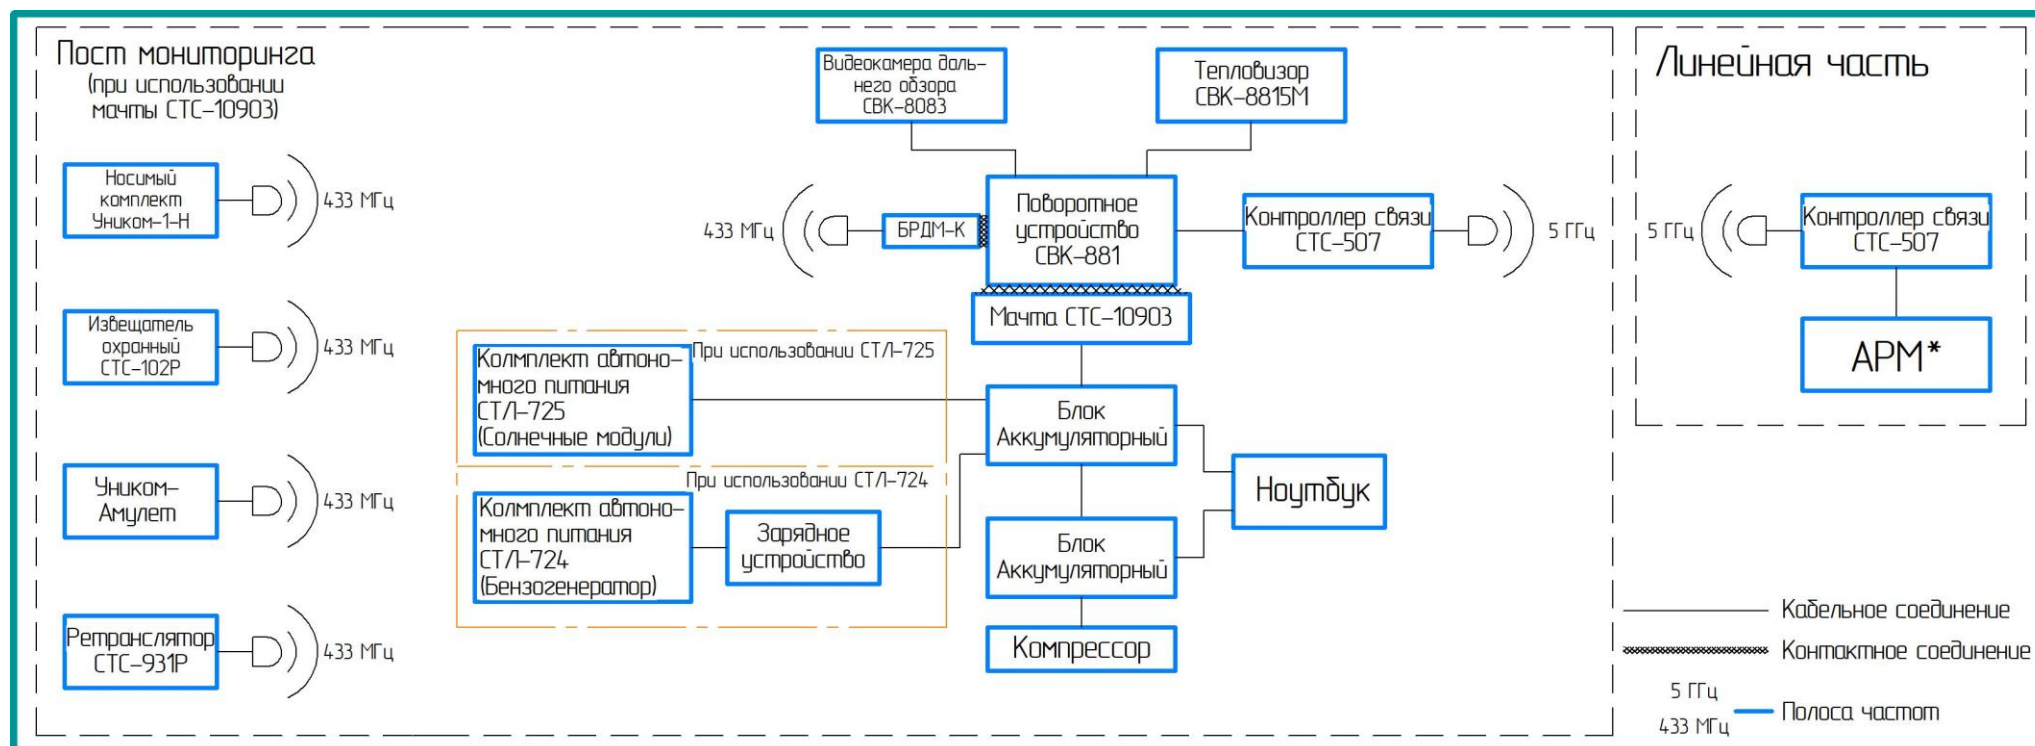 Пост мониторинга
(при использовании
мачты СТС-10903)
Носимый
комплект
Уником-1-Н
433 МГц
Извещатель
охранный
СТС-102Р
433 МГц
Уником-
Амулет
433 МГц
Ретранслятор
СТС-931Р
433 МГц
Видеокамера даль-
него обзора
СВК-8083
Тепловизор
СВК-8815М
433 МГц
БРДМ-К
Поворотное
устройство
СВК-881
Контроллер связи
СТС-507
5 ГГц
Мачта СТС-10903
При использовании СТЛ-725
Колмплект автоно-
много питания
СТЛ-725
(Солнечные модули)
Блок
Аккумуляторный
При использовании СТЛ-724
Колмплект автоно-
много питания
СТЛ-724
(Бензогенератор)
Зарядное
устройство
Ноутбук
Блок
Аккумуляторный
Компрессор
Линейная часть
5 ГГц
Контроллер связи
СТС-507
АРМ*
Кабельное соединение
Контактное соединение
5 ГГц
433 МГц
Полоса частот